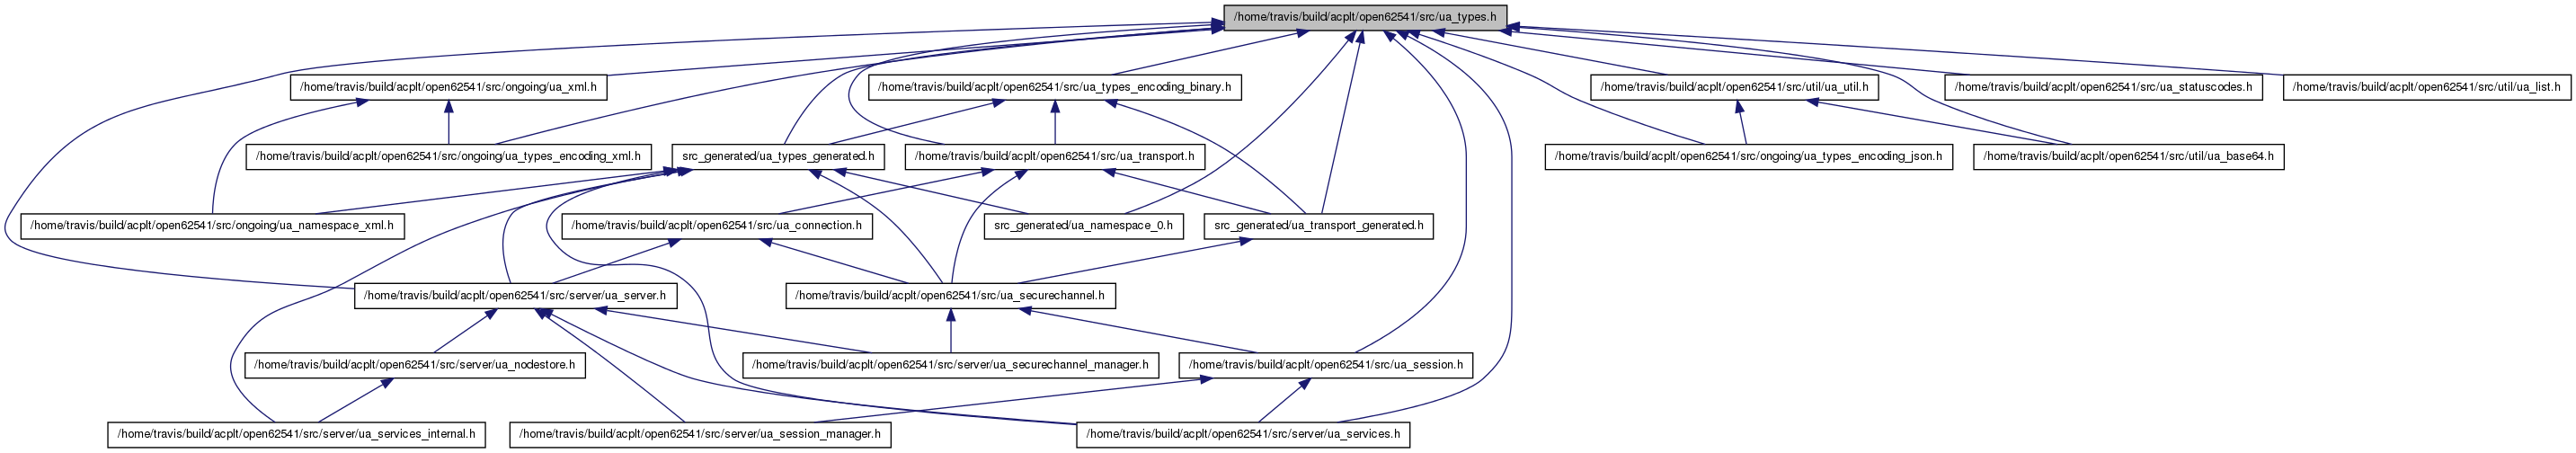 /home/travis/build/acplt/open62541/src/ua_types.h
/home/travis/build/acplt/open62541/src/ongoing/ua_xml.h
/home/travis/build/acplt/open62541/src/ua_types_encoding_binary.h
/home/travis/build/acplt/open62541/src/util/ua_util.h
/home/travis/build/acplt/open62541/src/ua_statuscodes.h
/home/travis/build/acplt/open62541/src/util/ua_list.h
/home/travis/build/acplt/open62541/src/ongoing/ua_types_encoding_xml.h
src_generated/ua_types_generated.h
/home/travis/build/acplt/open62541/src/ua_transport.h
/home/travis/build/acplt/open62541/src/ongoing/ua_types_encoding_json.h
/home/travis/build/acplt/open62541/src/util/ua_base64.h
/home/travis/build/acplt/open62541/src/ongoing/ua_namespace_xml.h
/home/travis/build/acplt/open62541/src/ua_connection.h
src_generated/ua_namespace_0.h
src_generated/ua_transport_generated.h
/home/travis/build/acplt/open62541/src/server/ua_server.h
/home/travis/build/acplt/open62541/src/ua_securechannel.h
/home/travis/build/acplt/open62541/src/server/ua_nodestore.h
/home/travis/build/acplt/open62541/src/server/ua_securechannel_manager.h
/home/travis/build/acplt/open62541/src/ua_session.h
/home/travis/build/acplt/open62541/src/server/ua_services_internal.h
/home/travis/build/acplt/open62541/src/server/ua_session_manager.h
/home/travis/build/acplt/open62541/src/server/ua_services.h